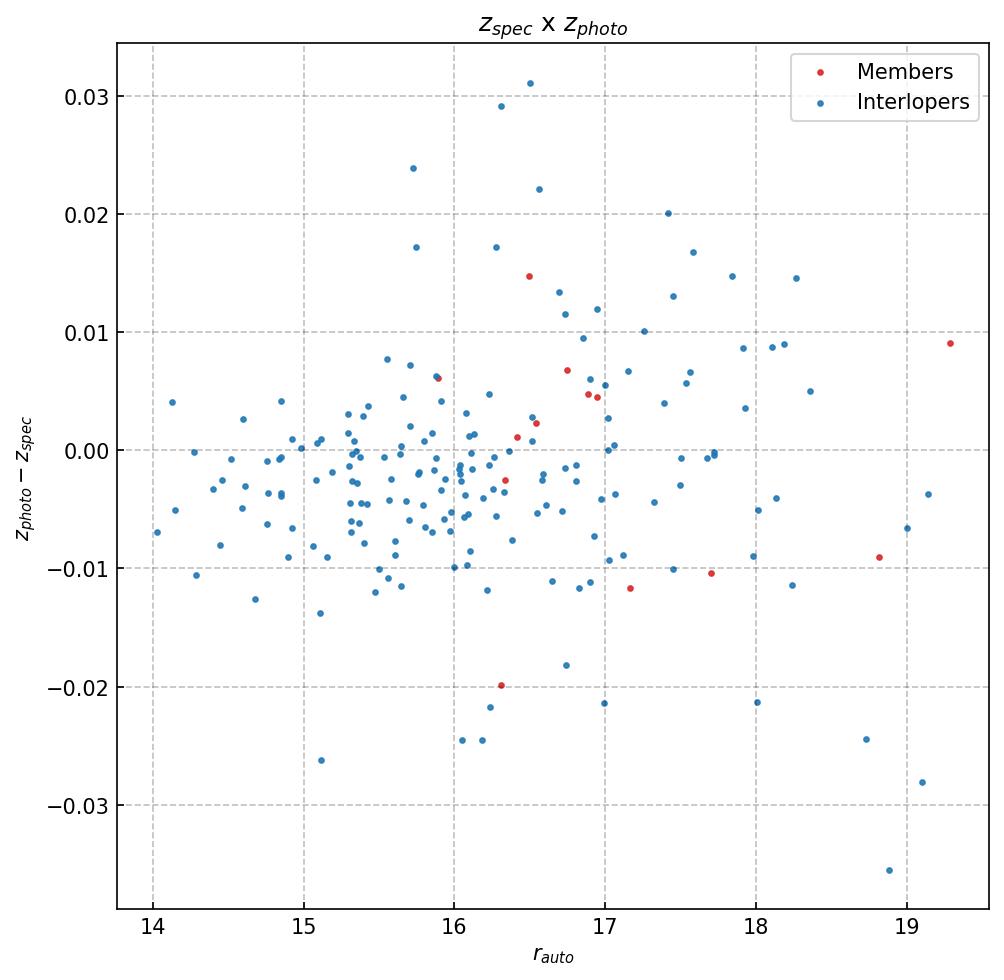 z_spec x z_photo
Members
Interlopers
0.03
0.02
0.01
0.00
−0.01
−0.02
−0.03
z_photo − z_spec
14 15 16 17 18 19
r_auto